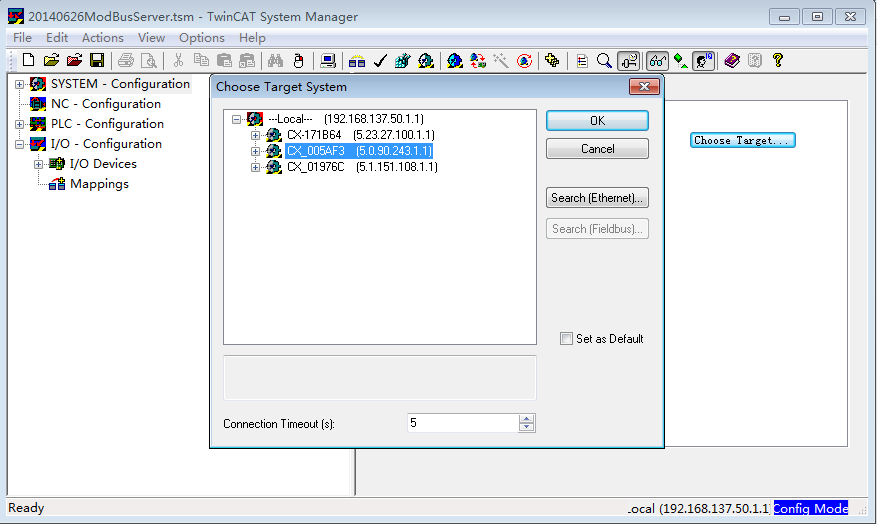 20140626ModBusServer.tsm - TwinCAT System Manager
File Edit Actions View Options Help
SYSTEM - Configuration
NC - Configuration
PLC - Configuration
I/O - Configuration
I/O Devices
Mappings
Choose Target System
---Local--- (192.168.137.50.1.1)
CX-171B64 (5.23.27.100.1.1)
CX_005AF3 (5.0.90.243.1.1)
CX_01976C (5.1.151.108.1.1)
OK
Cancel
Search (Ethernet)...
Search (Fieldbus)...
Set as Default
Connection Timeout (s): 5
Choose Target...
Ready
.ocal (192.168.137.50.1.1) Config Mode